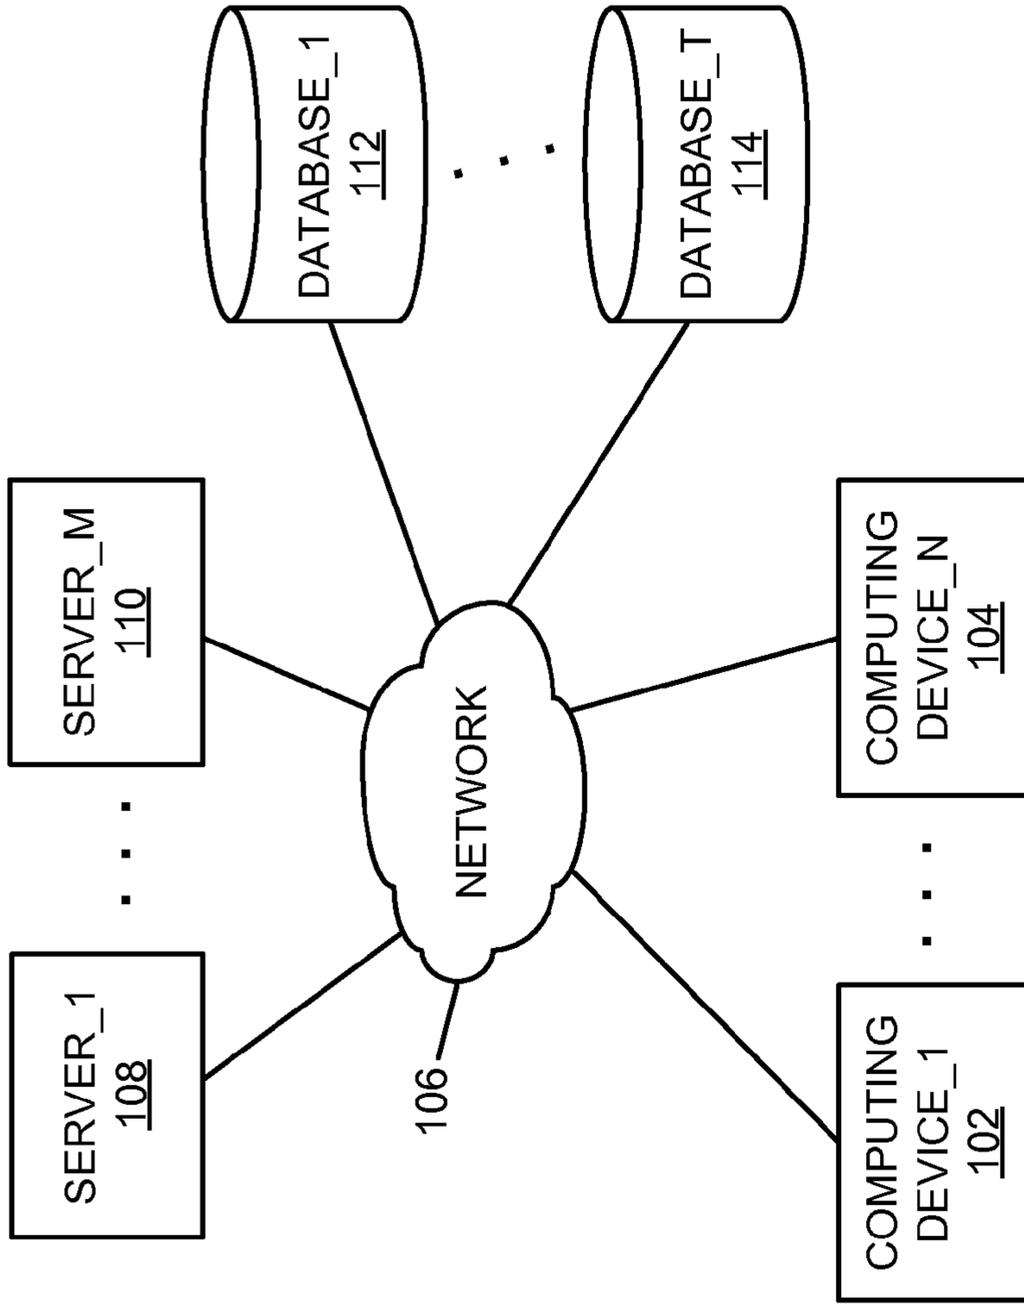 SERVER_1
108
SERVER_M
110
DATABASE_1
112
106
NETWORK
DATABASE_T
114
COMPUTING
DEVICE_1
102
COMPUTING
DEVICE_N
104